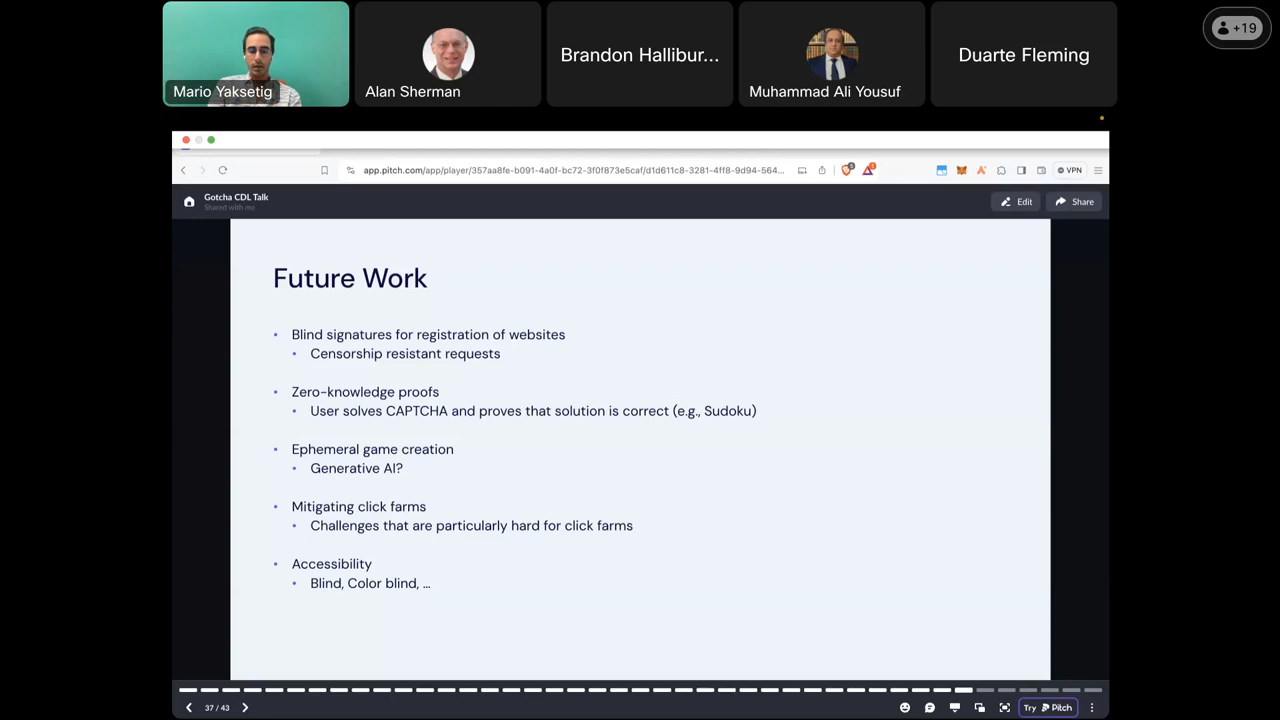 Mario Yaksetig
Alan Sherman
Brandon Hallibur...
Muhammad Ali Yousuf
Duarte Fleming
+19
app.pitch.com/app/player/357aa8fe-b091-4a0f-bc72-3f0f873e5caf/d1d611c8-3281-4ff8-9d94-564...
VPN
Gotcha CDL Talk
Shared with me
Edit
Share
Future Work
• Blind signatures for registration of websites
• Censorship resistant requests
• Zero-knowledge proofs
• User solves CAPTCHA and proves that solution is correct (e.g., Sudoku)
• Ephemeral game creation
• Generative AI?
• Mitigating click farms
• Challenges that are particularly hard for click farms
• Accessibility
• Blind, Color blind, ...
37 / 43
Try Pitch